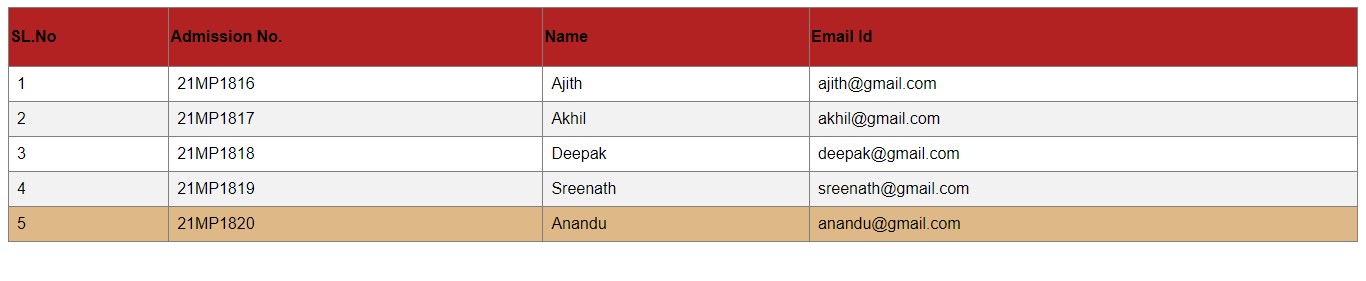 SL.No Admission No. Name Email Id
1 21MP1816 Ajith ajith@gmail.com
2 21MP1817 Akhil akhil@gmail.com
3 21MP1818 Deepak deepak@gmail.com
4 21MP1819 Sreenath sreenath@gmail.com
5 21MP1820 Anandu anandu@gmail.com